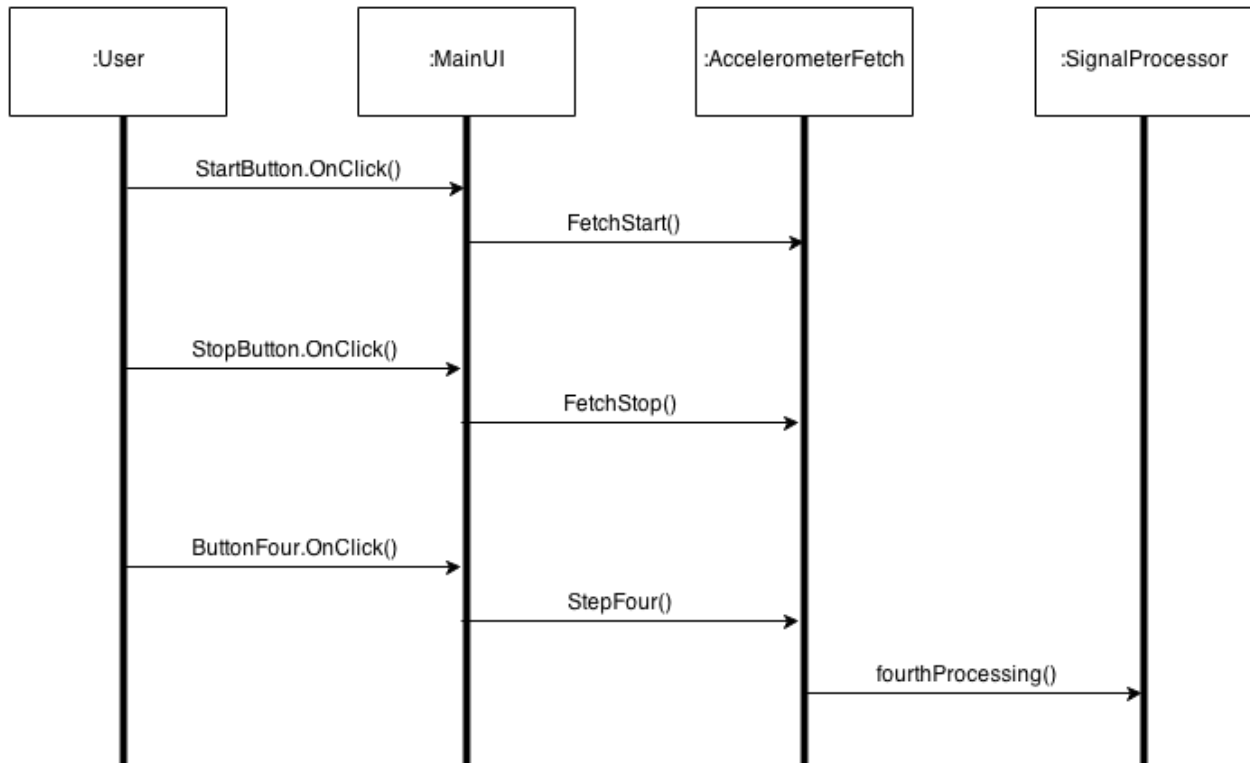 :User
:MainUI
:AccelerometerFetch
:SignalProcessor
StartButton.OnClick()
FetchStart()
StopButton.OnClick()
FetchStop()
ButtonFour.OnClick()
StepFour()
fourthProcessing()